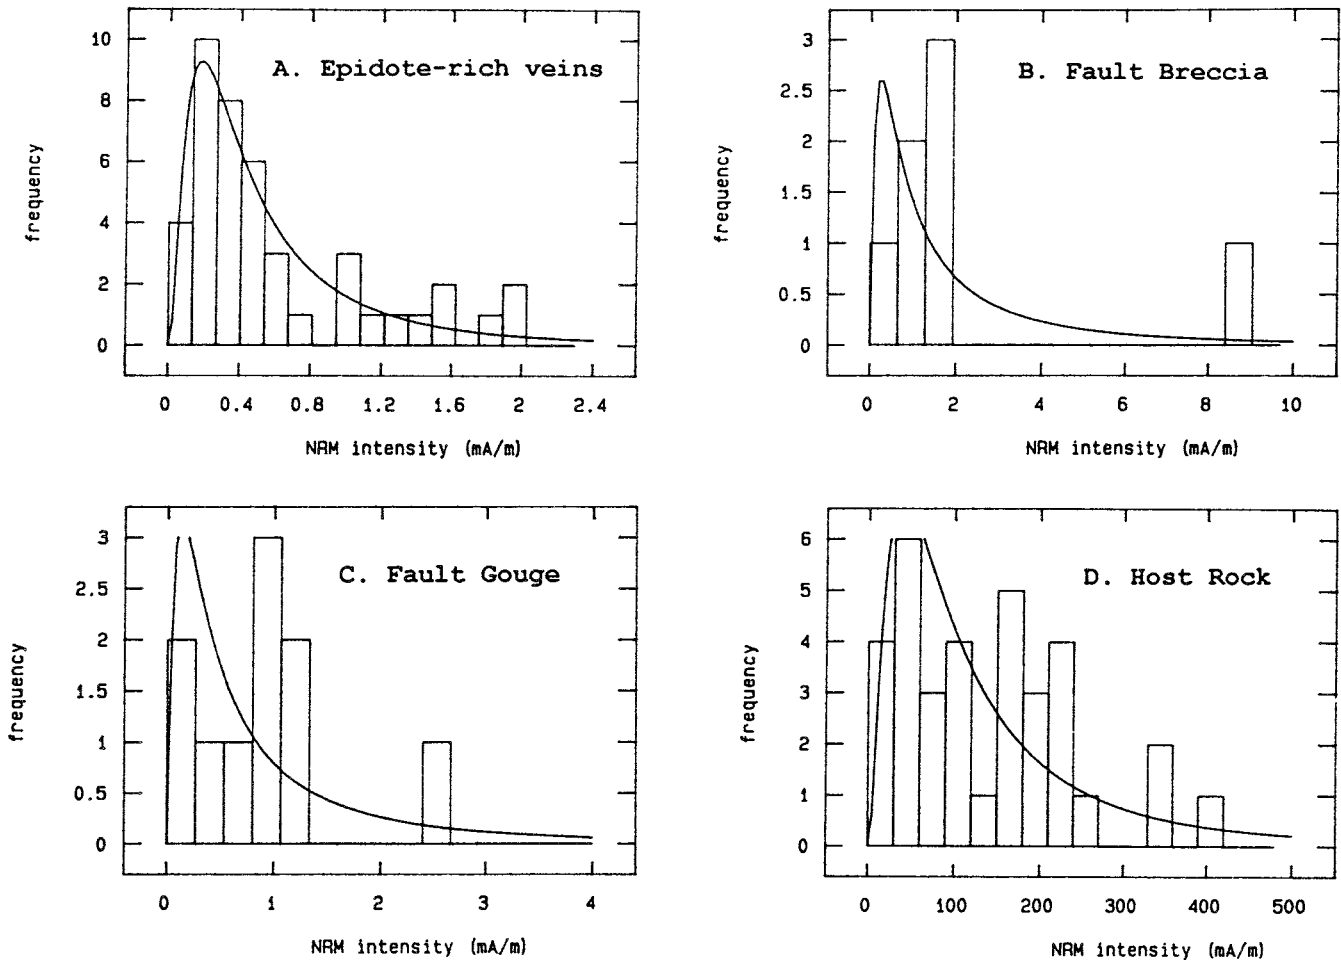 A. Epidote-rich veins
10
8
6
4
2
0
frequency
0 0.4 0.8 1.2 1.6 2 2.4
NRM intensity (mA/m)
B. Fault Breccia
3
2.5
2
1.5
1
0.5
0
frequency
0 2 4 6 8 10
NRM intensity (mA/m)
C. Fault Gouge
3
2.5
2
1.5
1
0.5
0
frequency
0 1 2 3 4
NRM intensity (mA/m)
D. Host Rock
6
5
4
3
2
1
0
frequency
0 100 200 300 400 500
NRM intensity (mA/m)